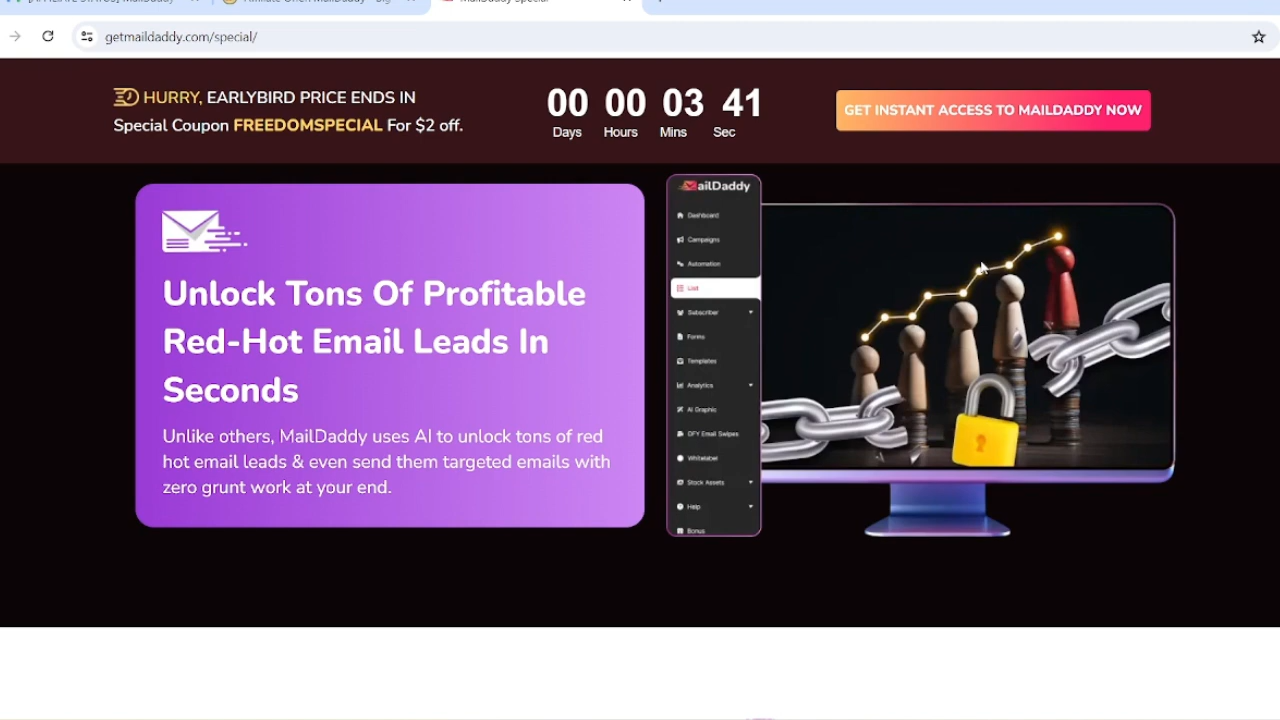 MailDaddy Special
getmaildaddy.com/special/
HURRY, EARLYBIRD PRICE ENDS IN
Special Coupon FREEDOMSPECIAL For $2 off.
00 00 03 41
Days Hours Mins Sec
GET INSTANT ACCESS TO MAILDADDY NOW
Unlock Tons Of Profitable
Red-Hot Email Leads In
Seconds
Unlike others, MailDaddy uses AI to unlock tons of red
hot email leads & even send them targeted emails with
zero grunt work at your end.
MailDaddy
Dashboard
Campaigns
Automation
List
Subscriber
Forms
Templates
Analytics
AI Graphic
DFY Email Swipes
Whitelabel
Stock Assets
Help
Bonus